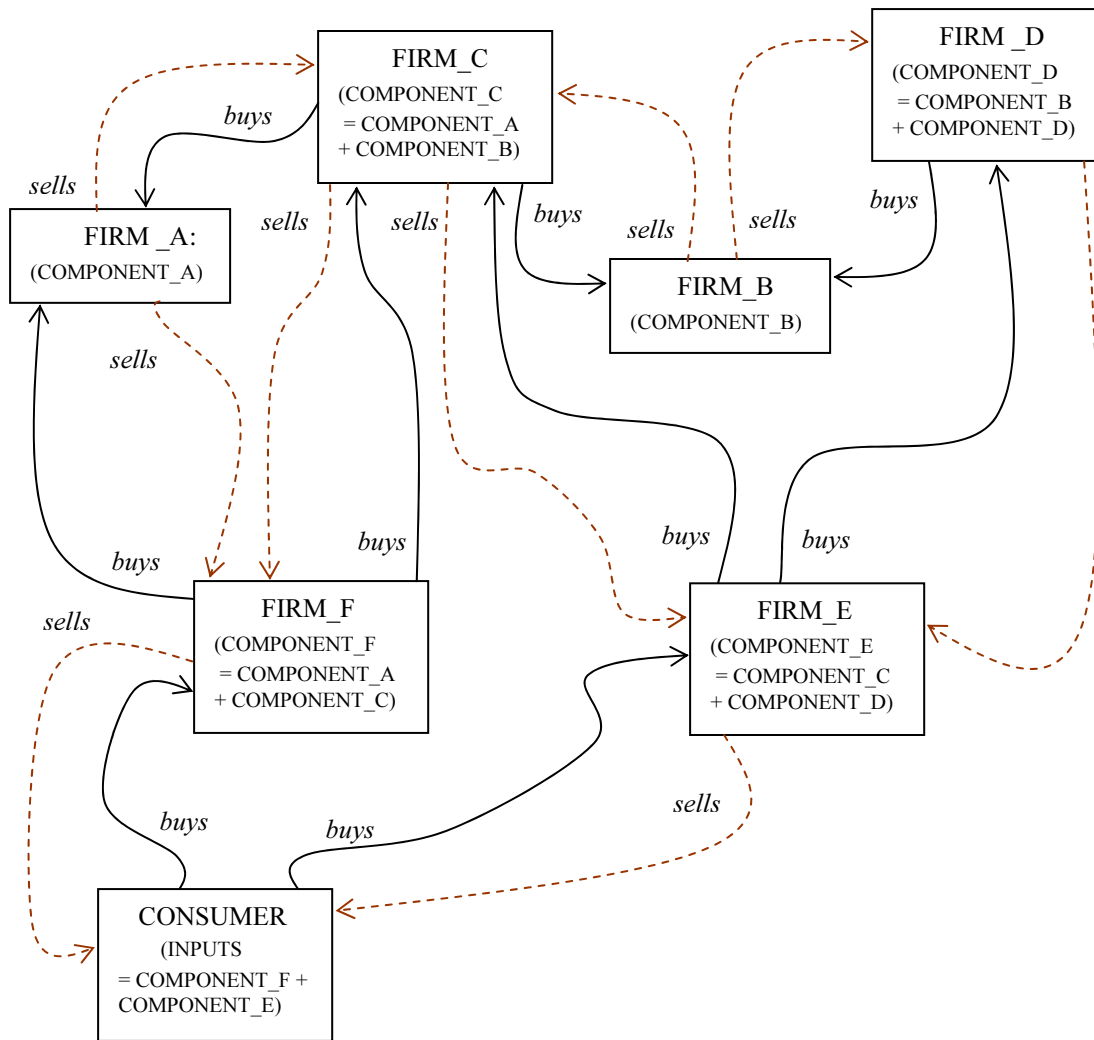 FIRM_C
(COMPONENT_C
= COMPONENT_A
+ COMPONENT_B)
FIRM _D
(COMPONENT_D
= COMPONENT_B
+ COMPONENT_D)
buys
sells
sells
sells
buys
sells
sells
buys
FIRM _A:
(COMPONENT_A)
FIRM_B
(COMPONENT_B)
sells
buys
buys
buys
buys
sells
FIRM_F
(COMPONENT_F
= COMPONENT_A
+ COMPONENT_C)
FIRM_E
(COMPONENT_E
= COMPONENT_C
+ COMPONENT_D)
buys
buys
sells
CONSUMER
(INPUTS
= COMPONENT_F +
COMPONENT_E)